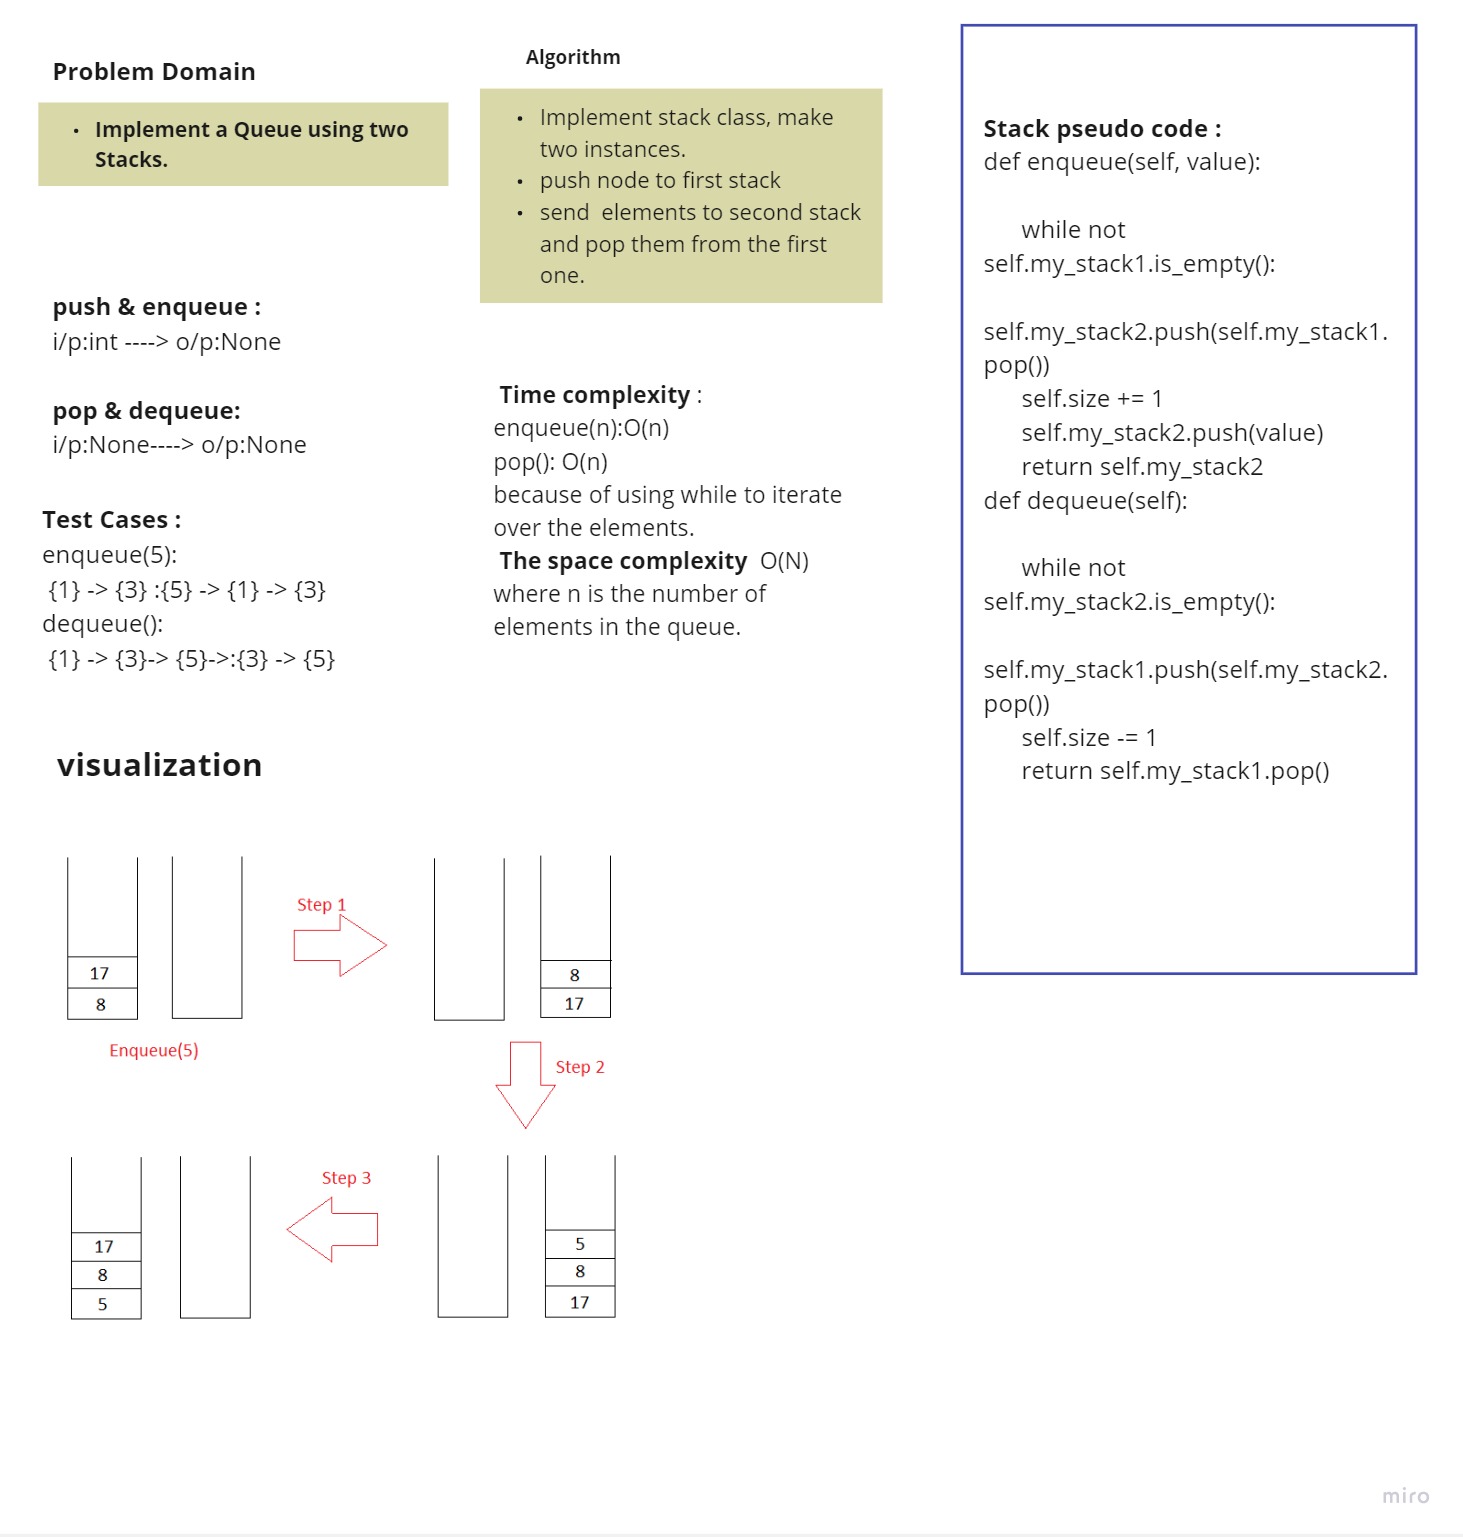 Problem Domain
• Implement a Queue using two
Stacks.
push & enqueue :
i/p:int ----> o/p:None
pop & dequeue:
i/p:None----> o/p:None
Test Cases :
enqueue(5):
{1} -> {3} :{5} -> {1} -> {3}
dequeue():
{1} -> {3}-> {5}->:{3} -> {5}
Algorithm
• Implement stack class, make
two instances.
• push node to first stack
• send elements to second stack
and pop them from the first
one.
Time complexity :
enqueue(n):O(n)
pop(): O(n)
because of using while to iterate
over the elements.
The space complexity O(N)
where n is the number of
elements in the queue.
Stack pseudo code :
def enqueue(self, value):
while not
self.my_stack1.is_empty():
self.my_stack2.push(self.my_stack1.
pop())
self.size += 1
self.my_stack2.push(value)
return self.my_stack2
def dequeue(self):
while not
self.my_stack2.is_empty():
self.my_stack1.push(self.my_stack2.
pop())
self.size -= 1
return self.my_stack1.pop()
visualization
17
8
Enqueue(5)
Step 1
8
17
Step 2
5
8
17
Step 3
17
8
5
miro